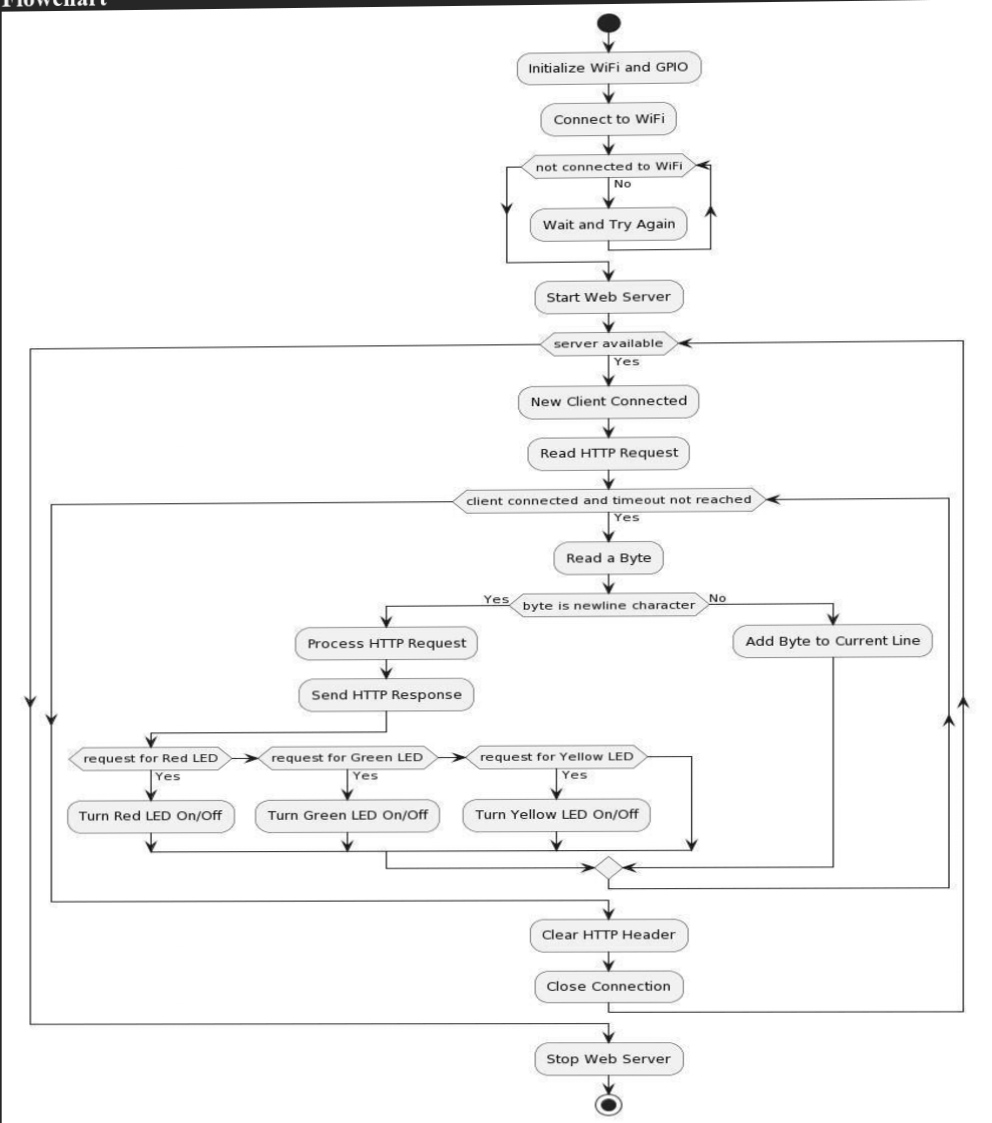 Flowchart
Initialize WiFi and GPIO
Connect to WiFi
not connected to WiFi
No
Wait and Try Again
Start Web Server
server available
Yes
New Client Connected
Read HTTP Request
client connected and timeout not reached
Yes
Read a Byte
Yes
byte is newline character
No
Process HTTP Request
Add Byte to Current Line
Send HTTP Response
request for Red LED
request for Green LED
request for Yellow LED
Yes
Yes
Yes
Turn Red LED On/Off
Turn Green LED On/Off
Turn Yellow LED On/Off
Clear HTTP Header
Close Connection
Stop Web Server